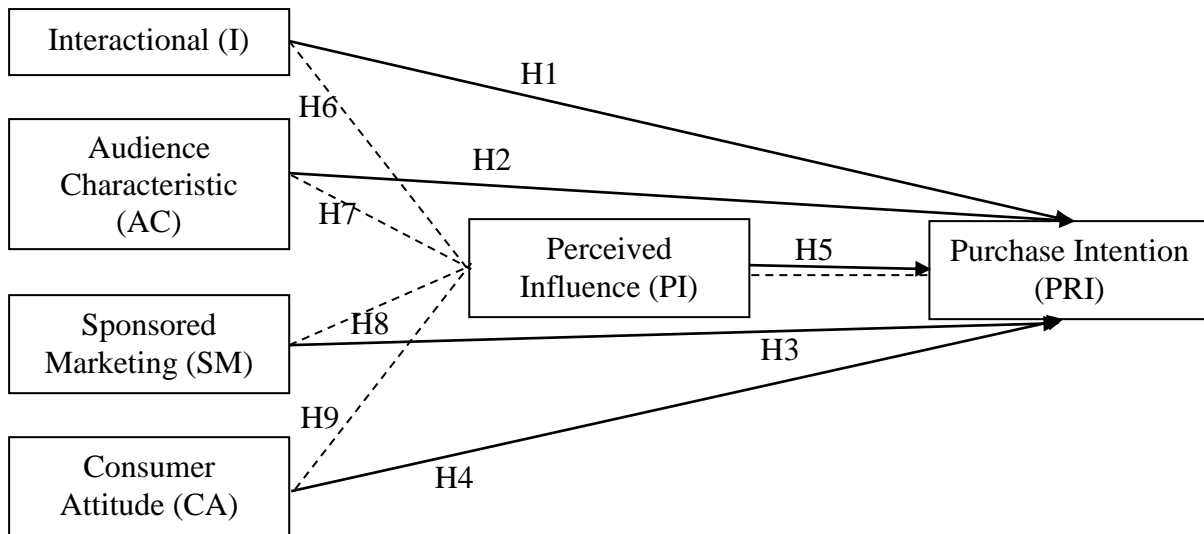 Interactional (I)
H1
H6
Audience
Characteristic
(AC)
H2
H7
Perceived
Influence (PI)
H5
Purchase Intention
(PRI)
Sponsored
Marketing (SM)
H8
H3
H9
Consumer
Attitude (CA)
H4